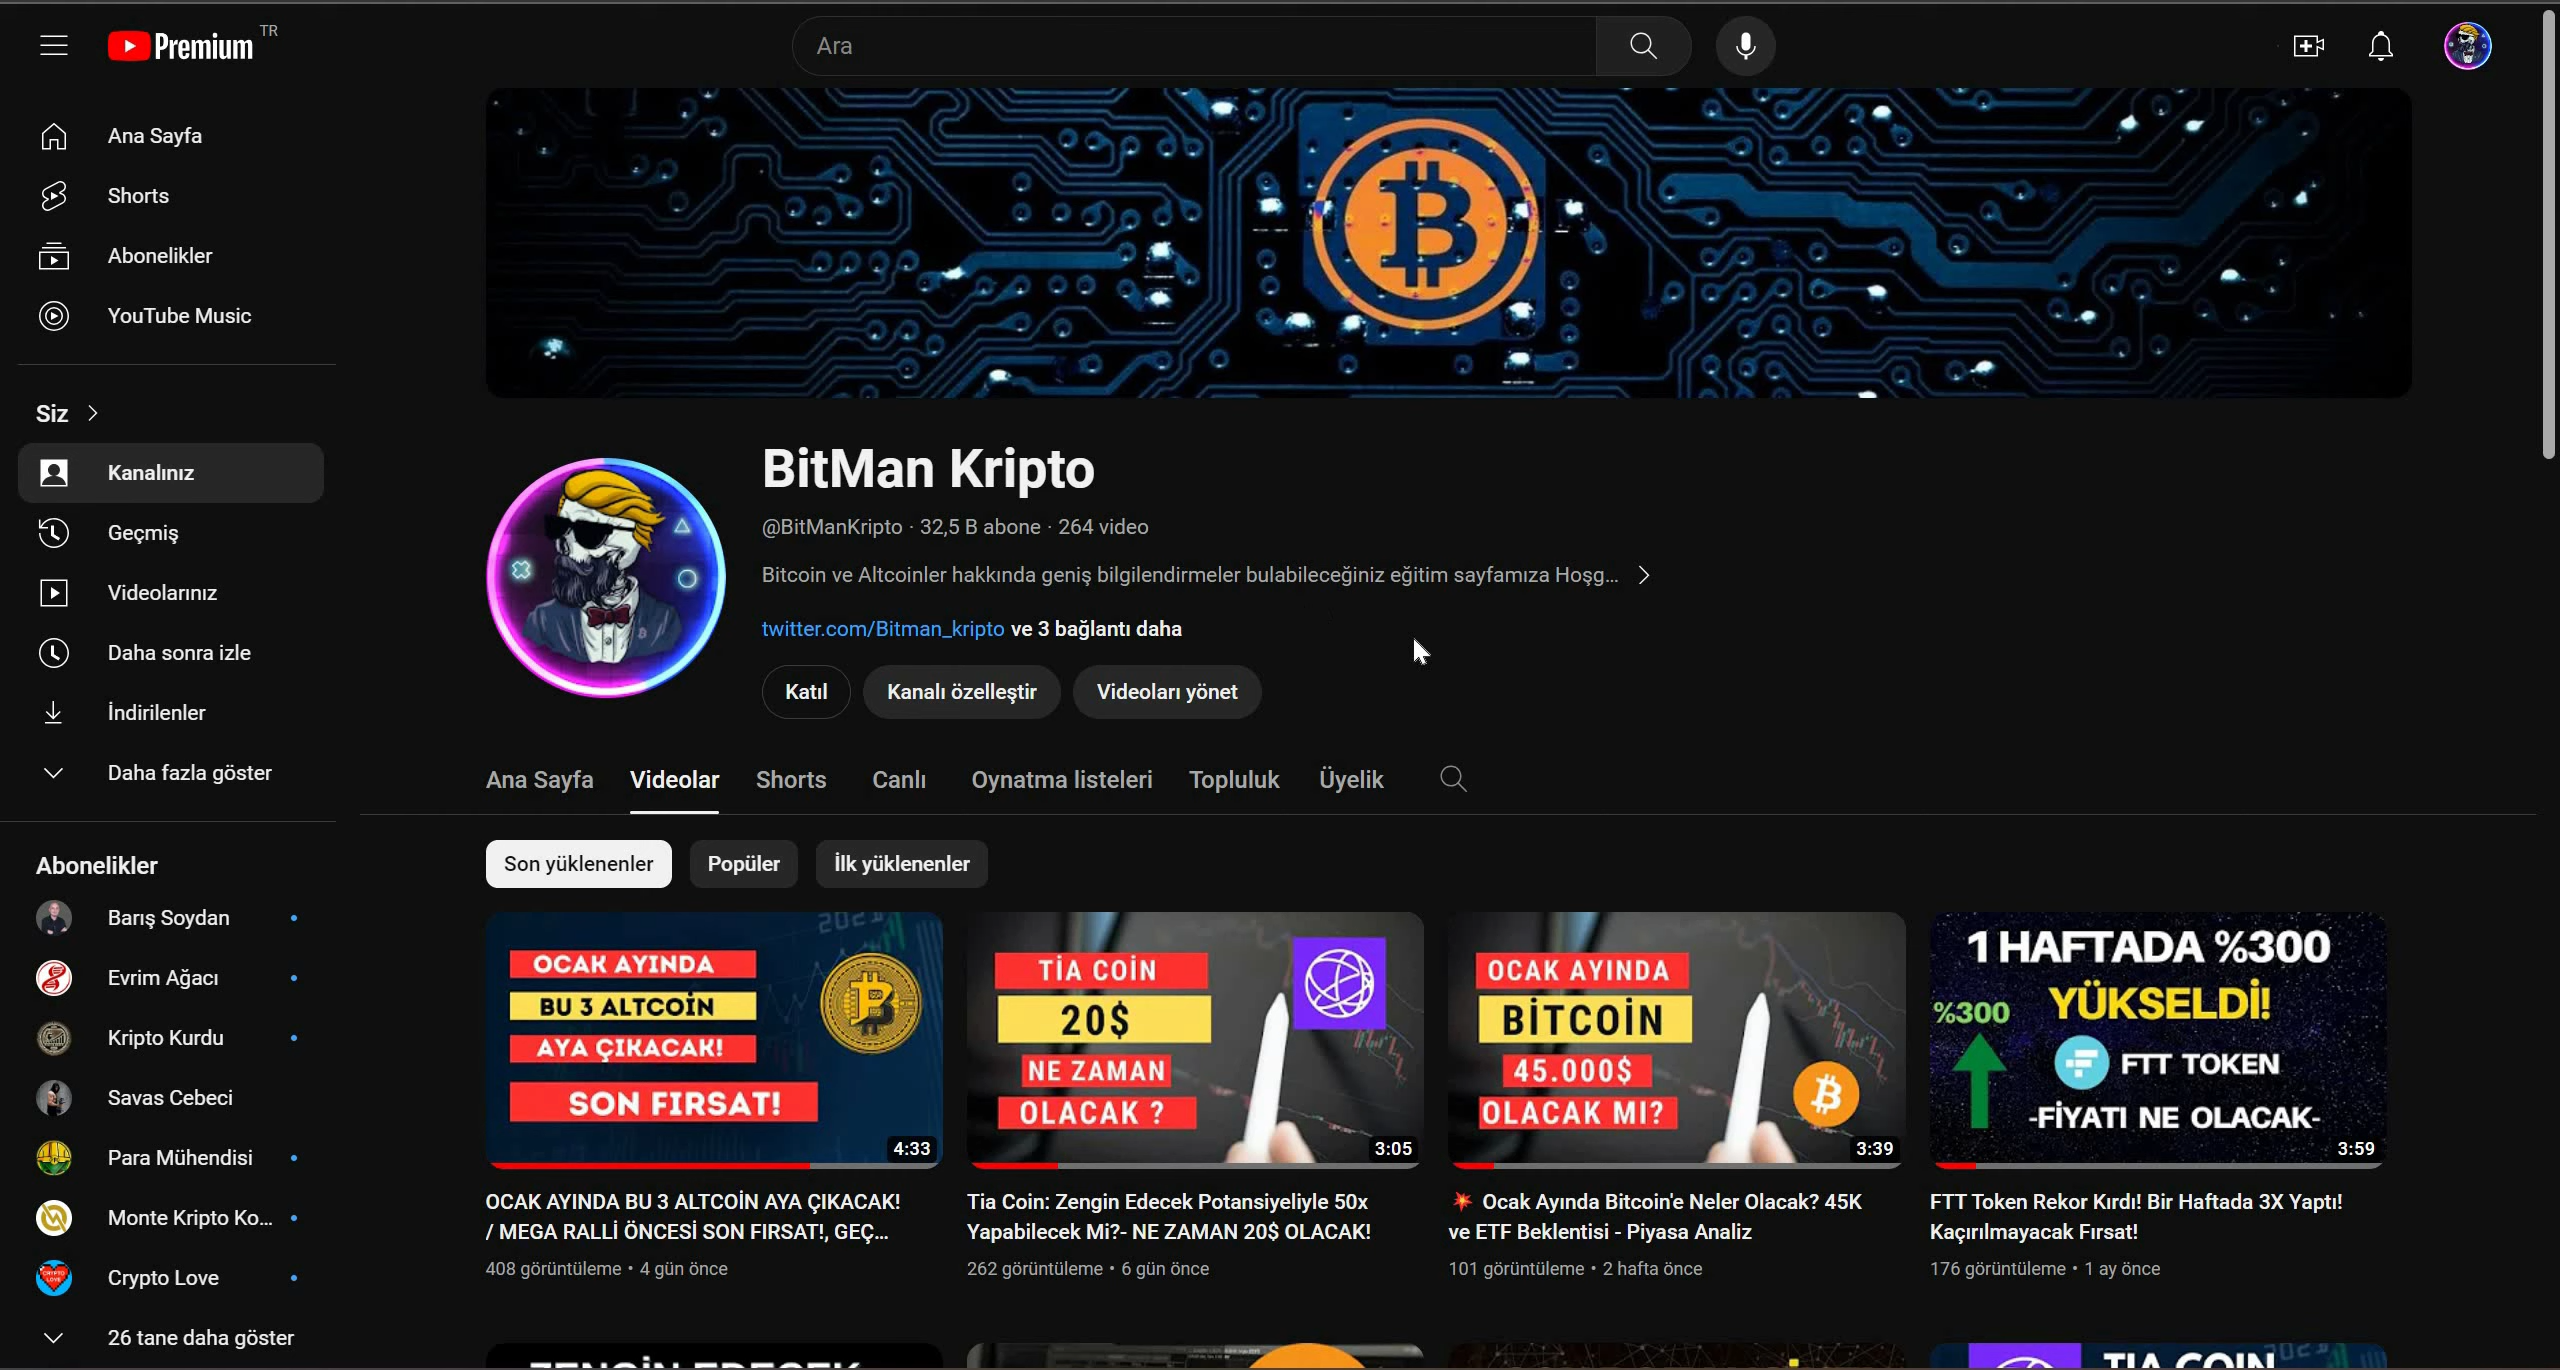 Premium TR
Ara
Ana Sayfa
Shorts
Abonelikler
YouTube Music
Siz
Kanalınız
Geçmiş
Videolarınız
Daha sonra izle
İndirilenler
Daha fazla göster
Abonelikler
Barış Soydan
Evrim Ağacı
Kripto Kurdu
Savas Cebeci
Para Mühendisi
Monte Kripto Ko...
Crypto Love
26 tane daha göster
BitMan Kripto
@BitManKripto · 32,5 B abone · 264 video
Bitcoin ve Altcoinler hakkında geniş bilgilendirmeler bulabileceğiniz eğitim sayfamıza Hoşg...
twitter.com/Bitman_kripto ve 3 bağlantı daha
Katıl Kanalı özelleştir Videoları yönet
Ana Sayfa Videolar Shorts Canlı Oynatma listeleri Topluluk Üyelik
Son yüklenenler Popüler İlk yüklenenler
2021
OCAK AYINDA
BU 3 ALTCOİN
AYA ÇIKACAK!
SON FIRSAT!
4:33
OCAK AYINDA BU 3 ALTCOİN AYA ÇIKACAK!
/ MEGA RALLİ ÖNCESİ SON FIRSAT!, GEÇ...
408 görüntüleme • 4 gün önce
TİA COİN
20$
NE ZAMAN
OLACAK ?
3:05
Tia Coin: Zengin Edecek Potansiyeliyle 50x
Yapabilecek Mi?- NE ZAMAN 20$ OLACAK!
262 görüntüleme • 6 gün önce
OCAK AYINDA
BİTCOİN
45.000$
OLACAK MI?
3:39
💥 Ocak Ayında Bitcoin'e Neler Olacak? 45K
ve ETF Beklentisi - Piyasa Analiz
101 görüntüleme • 2 hafta önce
1 HAFTADA %300
YÜKSELDİ!
%300
FTT TOKEN
-FİYATI NE OLACAK-
3:59
FTT Token Rekor Kırdı! Bir Haftada 3X Yaptı!
Kaçırılmayacak Fırsat!
176 görüntüleme • 1 ay önce
ZENGİN EDECEK
TIA COIN